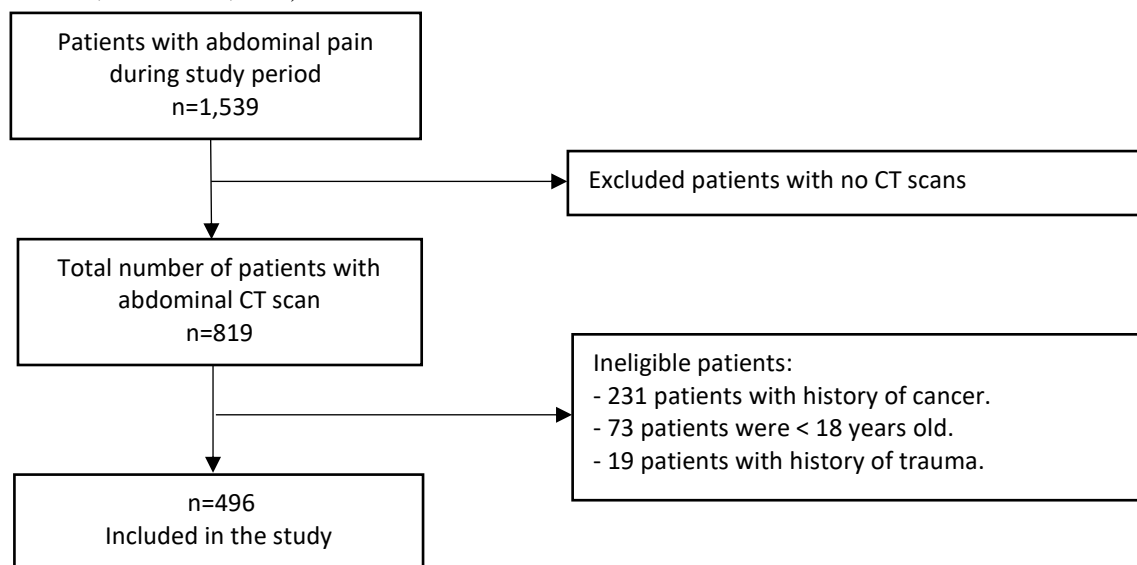 Patients with abdominal pain
during study period
n=1,539
Excluded patients with no CT scans
Total number of patients with
abdominal CT scan
n=819
Ineligible patients:
- 231 patients with history of cancer.
- 73 patients were < 18 years old.
- 19 patients with history of trauma.
n=496
Included in the study